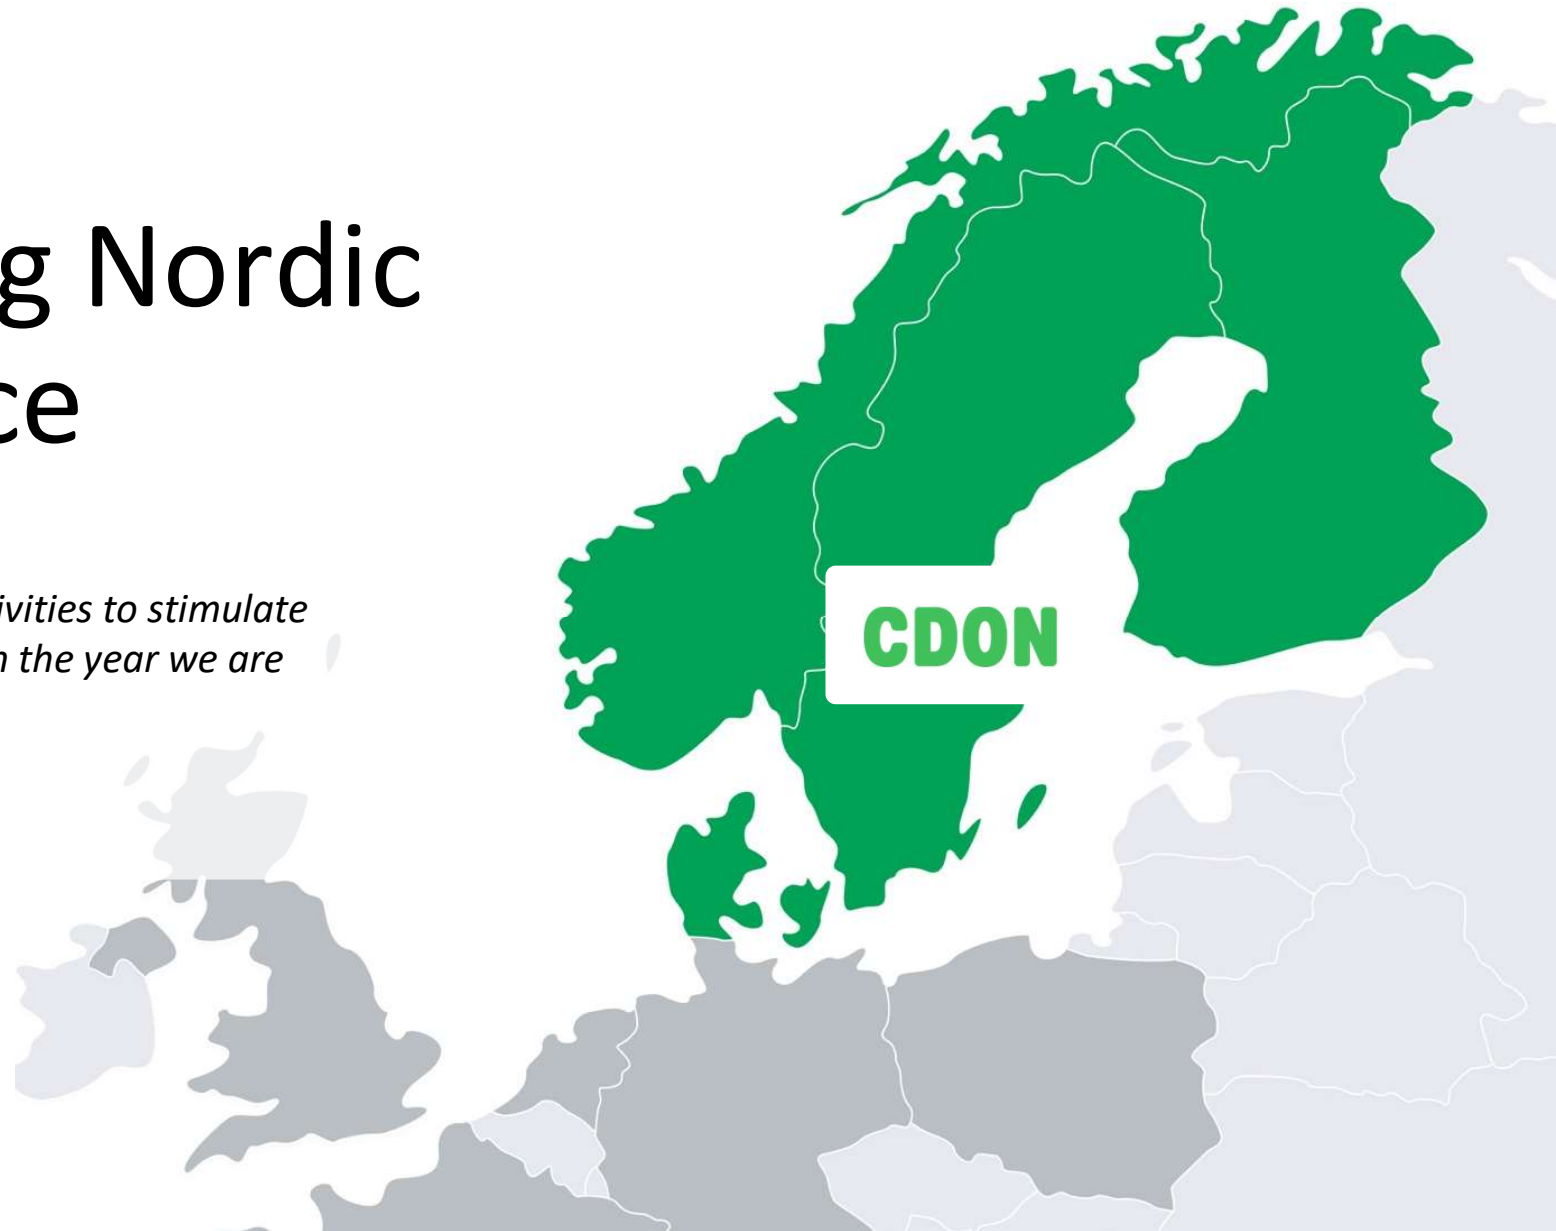 g Nordic
ce
ivities to stimulate
n the year we are
CDON